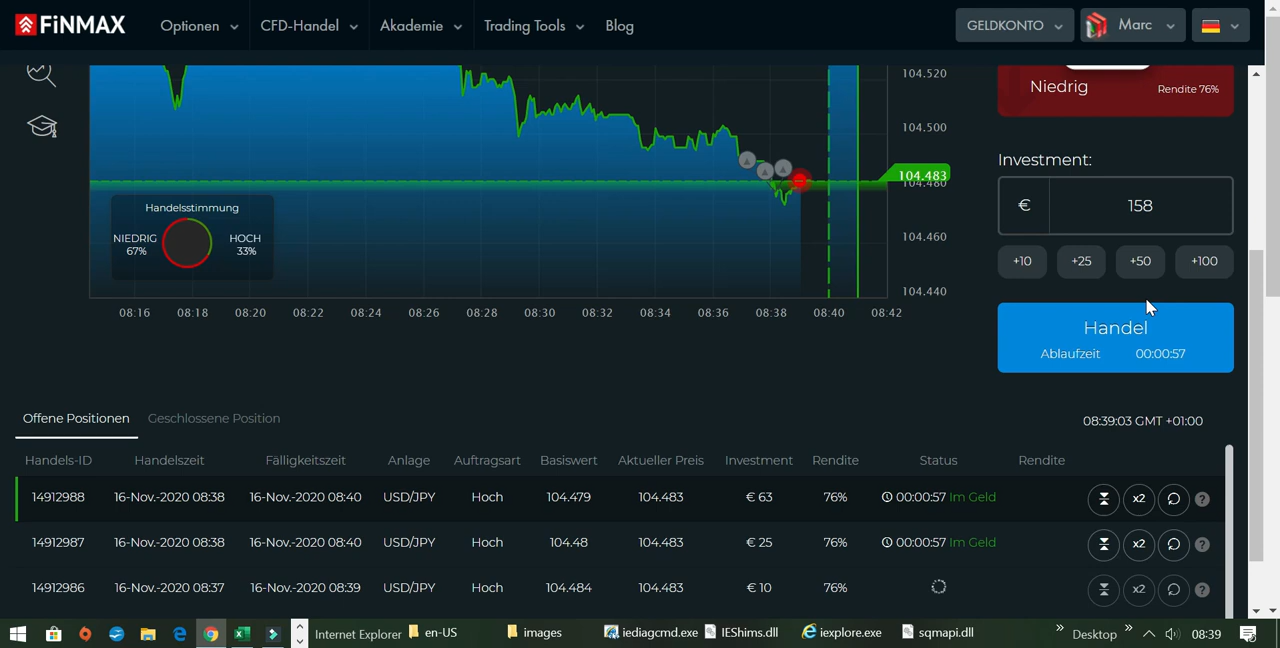 FiNMAX Optionen CFD-Handel Akademie Trading Tools Blog GELDKONTO Marc
104.520
Niedrig Rendite 76%
104.500
Investment:
104.483
104.480
€ 158
Handelsstimmung
NIEDRIG HOCH
67% 33%
104.460
+10 +25 +50 +100
104.440
08:16 08:18 08:20 08:22 08:24 08:26 08:28 08:30 08:32 08:34 08:36 08:38 08:40 08:42
Handel
Ablaufzeit 00:00:57
Offene Positionen Geschlossene Position 08:39:03 GMT +01:00
Handels-ID Handelszeit Fälligkeitszeit Anlage Auftragsart Basiswert Aktueller Preis Investment Rendite Status Rendite
14912988 16-Nov.-2020 08:38 16-Nov.-2020 08:40 USD/JPY Hoch 104.479 104.483 € 63 76% 00:00:57 Im Geld x2 ?
14912987 16-Nov.-2020 08:38 16-Nov.-2020 08:40 USD/JPY Hoch 104.48 104.483 € 25 76% 00:00:57 Im Geld x2 ?
14912986 16-Nov.-2020 08:37 16-Nov.-2020 08:39 USD/JPY Hoch 104.484 104.483 € 10 76% x2 ?
Internet Explorer en-US images iediagcmd.exe IEShims.dll iexplore.exe sqmapi.dll » Desktop » 08:39